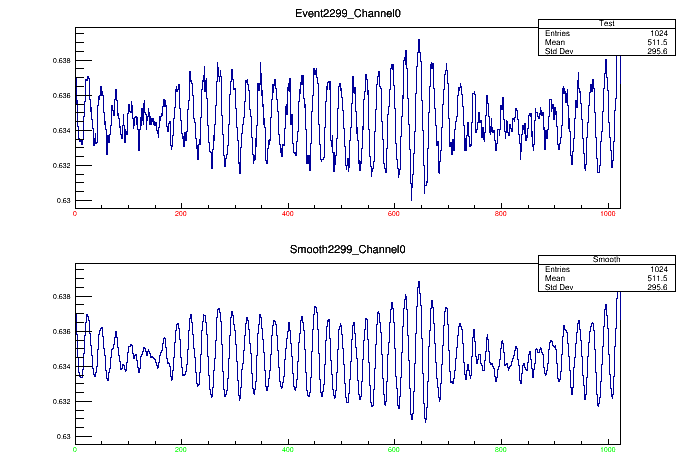 Event2299_Channel0
Test
Entries 1024
Mean 511.5
Std Dev 295.6
0.638
0.636
0.634
0.632
0.63
0 200 400 600 800 1000
Smooth2299_Channel0
Smooth
Entries 1024
Mean 511.5
Std Dev 295.6
0.638
0.636
0.634
0.632
0.63
0 200 400 600 800 1000